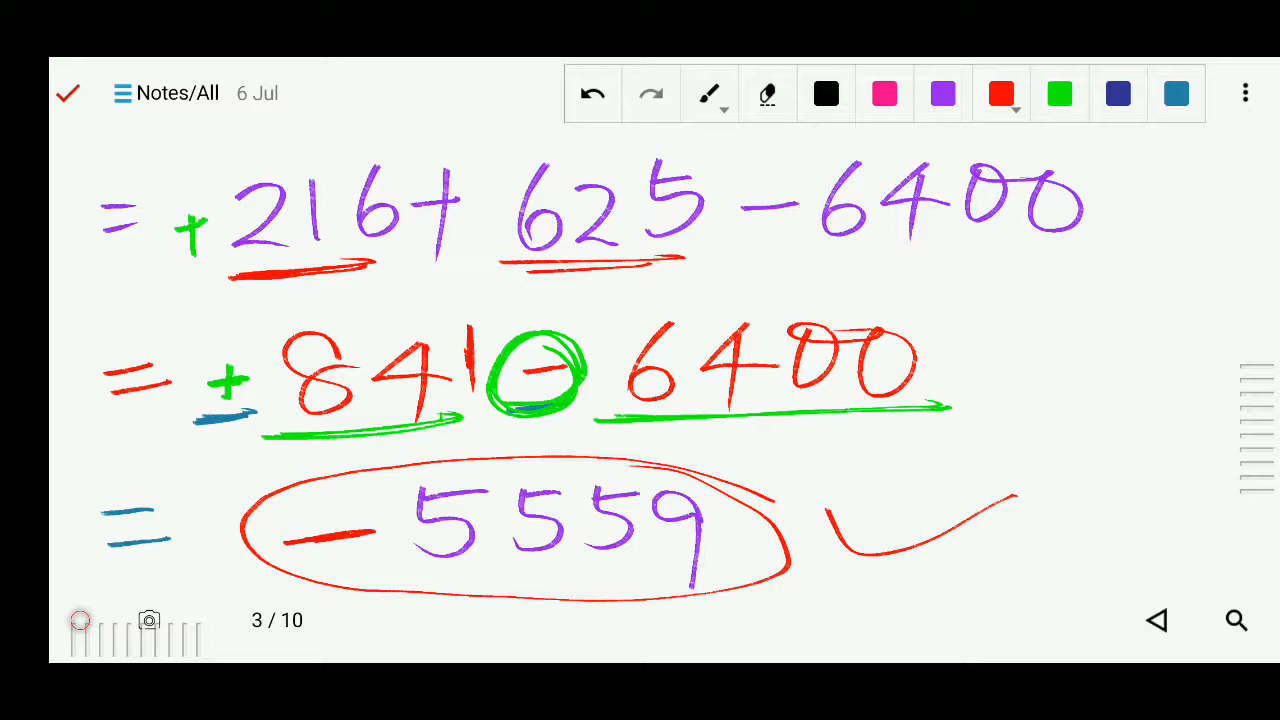 Notes/All 6 Jul
= +216+ 625 - 6400
= + 841 - 6400
= - 5559
3 / 10